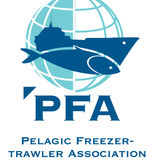 PFA
Pelagic Freezer-
trawler Association